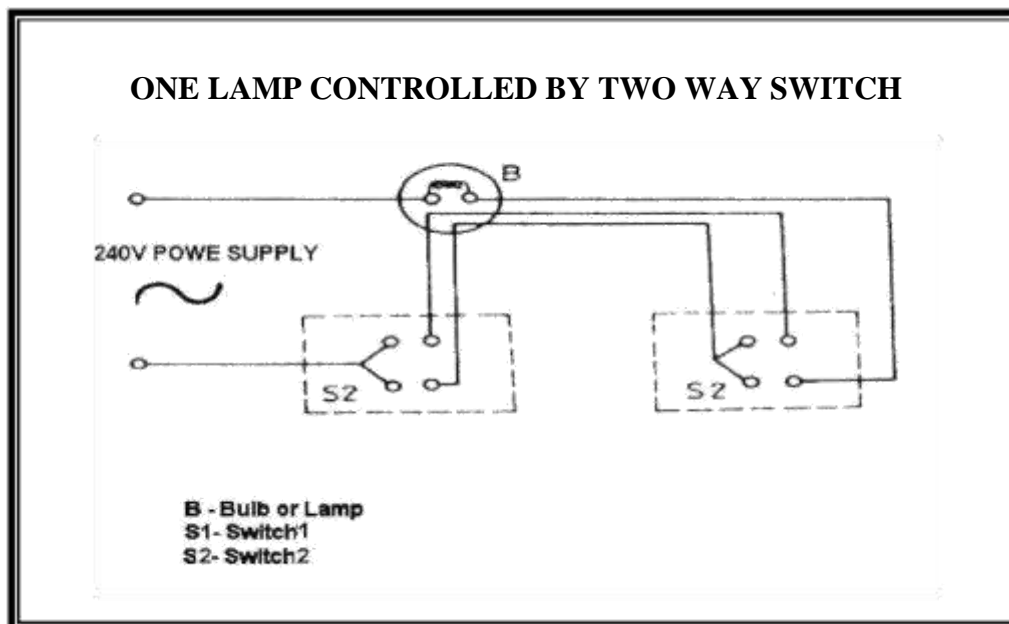 ONE LAMP CONTROLLED BY TWO WAY SWITCH
B
240V POWE SUPPLY
S2
S2
B - Bulb or Lamp
S1- Switch1
S2- Switch2